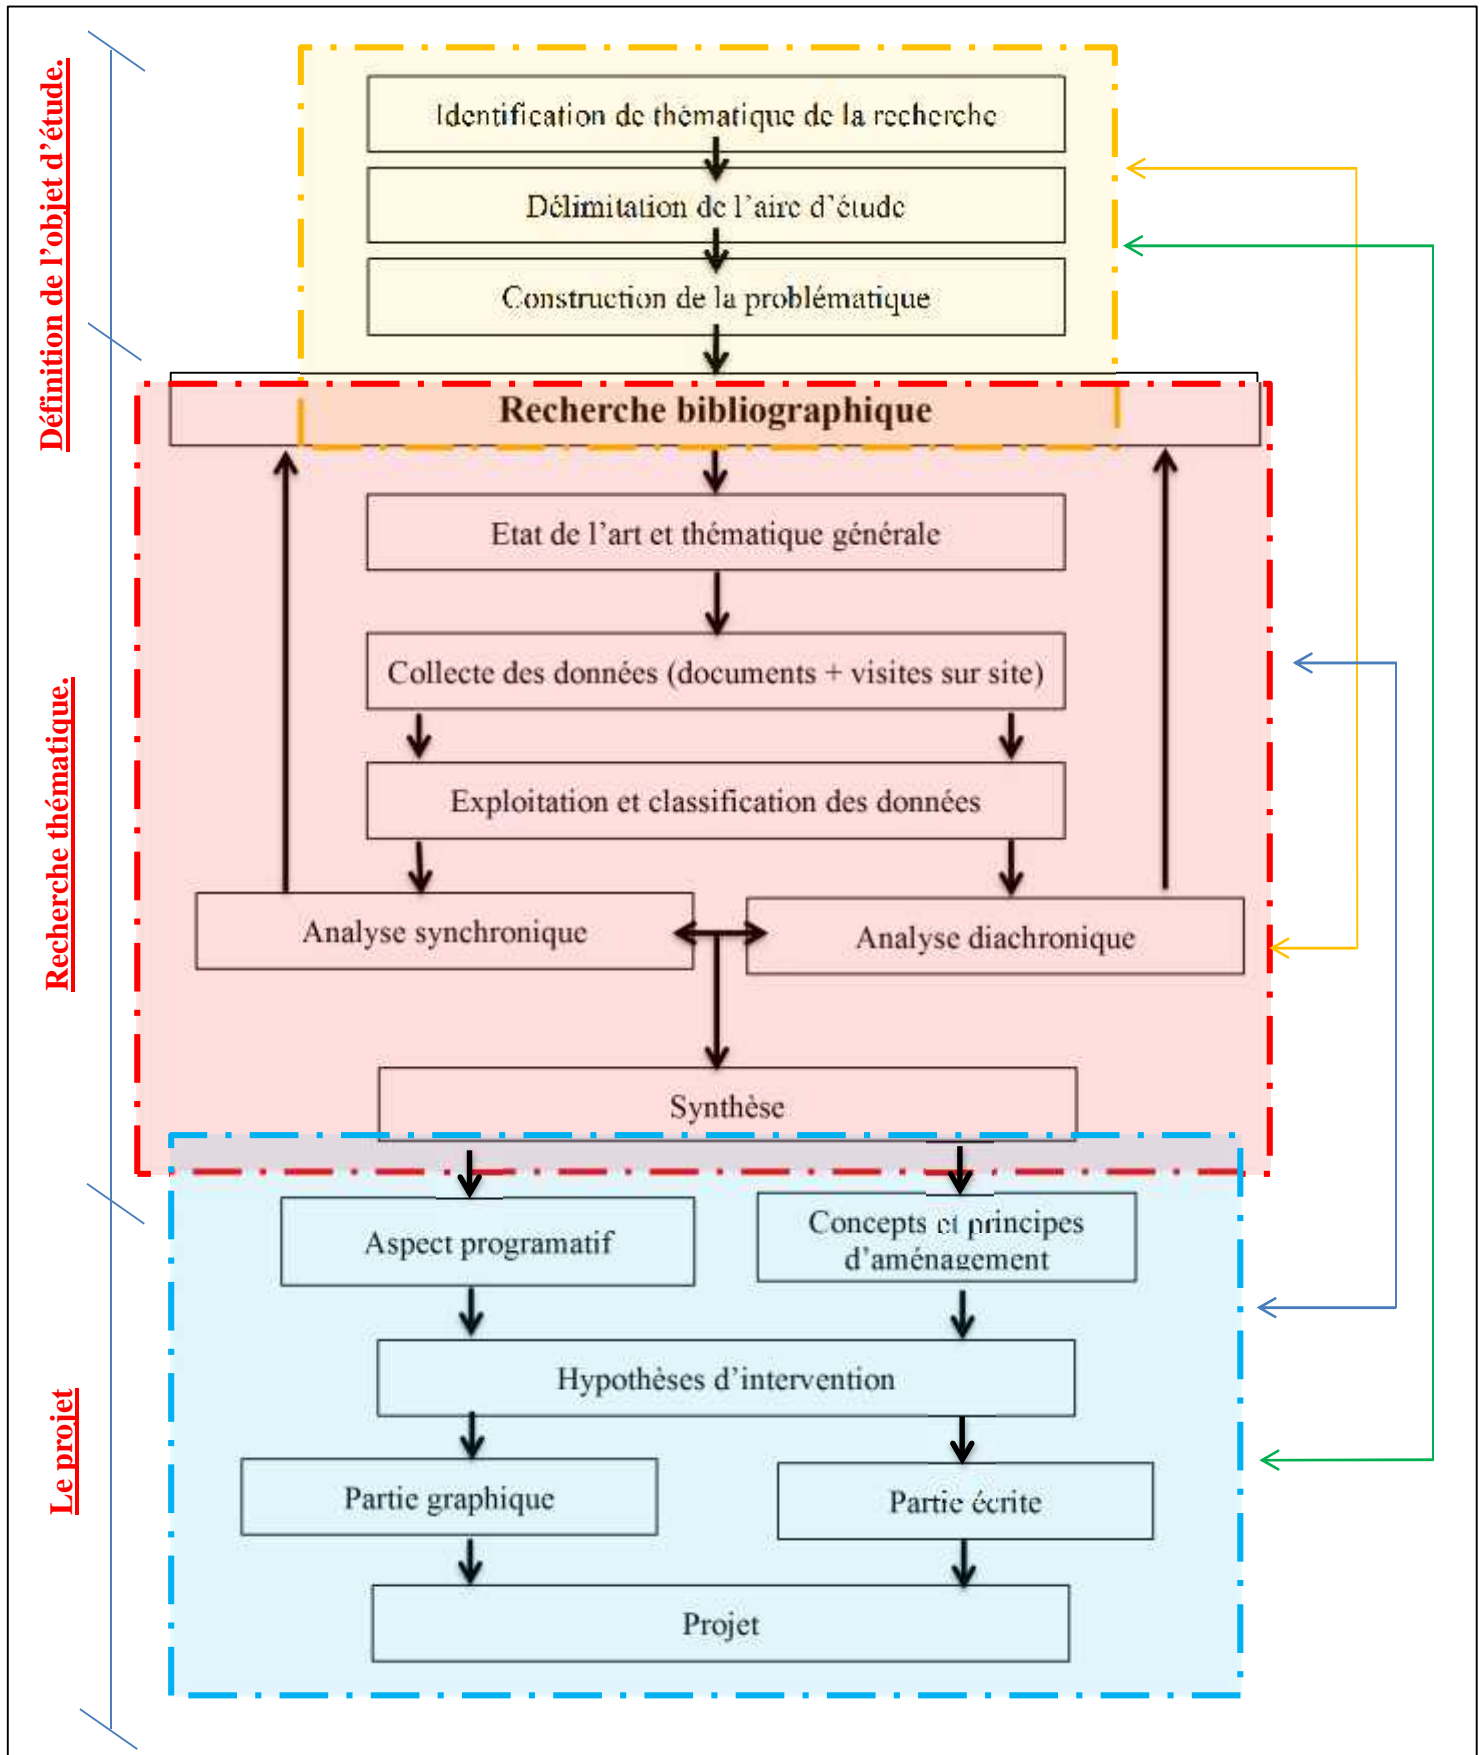 Définition de l'objet d'étude.
Identification de thématique de la recherche
Délimitation de l'aire d'étude
Construction de la problématique
Recherche bibliographique
Recherche thématique.
Etat de l'art et thématique générale
Collecte des données (documents + visites sur site)
Exploitation et classification des données
Analyse synchronique
Analyse diachronique
Synthèse
Le projet
Aspect programatif
Concepts et principes
d'aménagement
Hypothèses d'intervention
Partie graphique
Partie écrite
Projet